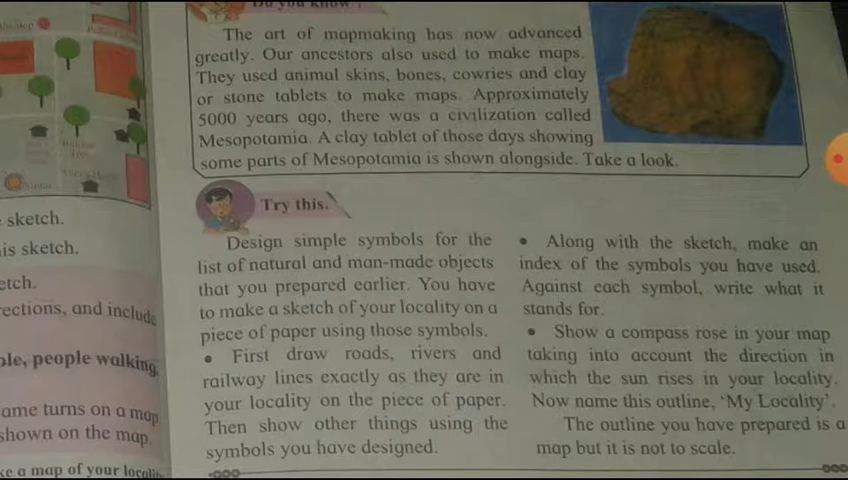 Do you know ?
The art of mapmaking has now advanced
greatly. Our ancestors also used to make maps.
They used animal skins, bones, cowries and clay
or stone tablets to make maps. Approximately
5000 years ago, there was a civilization called
Mesopotamia. A clay tablet of those days showing
some parts of Mesopotamia is shown alongside. Take a look.
sketch.
is sketch.
etch.
ections, and include
ple, people walking,
ame turns on a map
shown on the map.
ke a map of your locality
Try this.
Design simple symbols for the
list of natural and man-made objects
that you prepared earlier. You have
to make a sketch of your locality on a
piece of paper using those symbols.
• First draw roads, rivers and
railway lines exactly as they are in
your locality on the piece of paper.
Then show other things using the
symbols you have designed.
• Along with the sketch, make an
index of the symbols you have used.
Against each symbol, write what it
stands for.
• Show a compass rose in your map
taking into account the direction in
which the sun rises in your locality.
Now name this outline, 'My Locality'.
The outline you have prepared is a
map but it is not to scale.